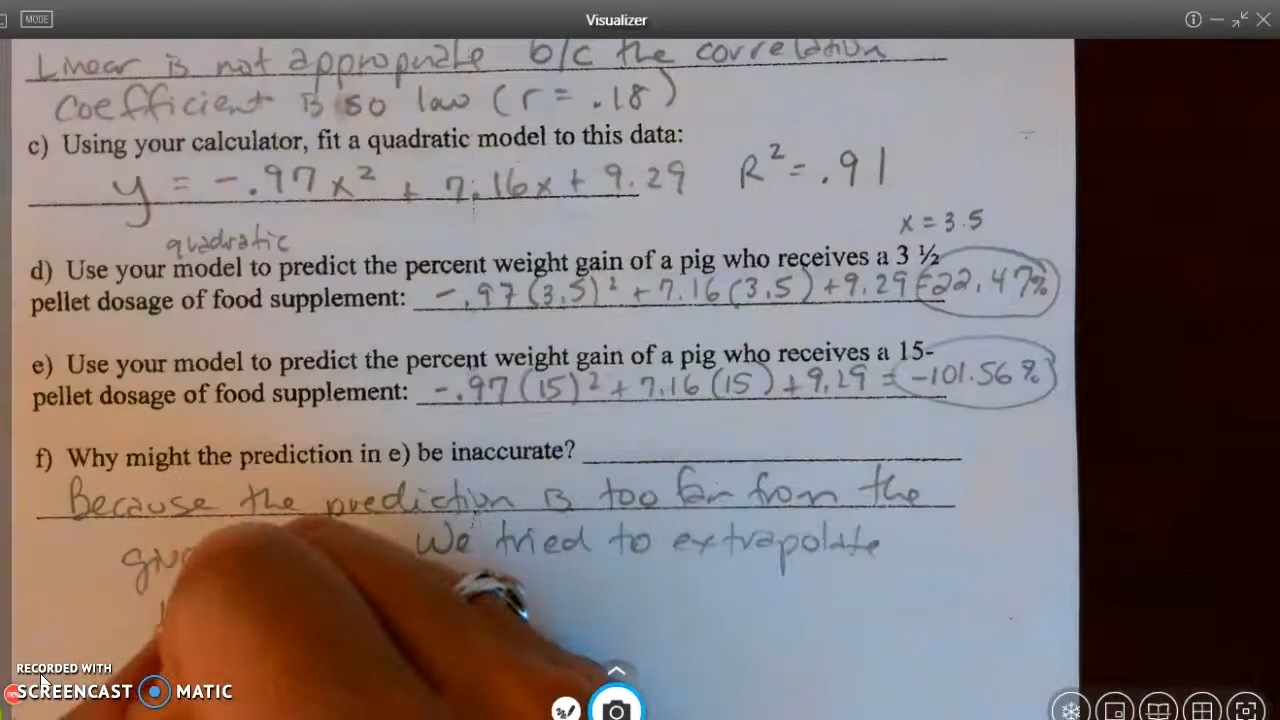 MODE
Visualizer
Linear is not appropriate b/c the correlation
coefficient is so low (r = .18)
c) Using your calculator, fit a quadratic model to this data:
y = -.97x² + 7.16x + 9.29 R² = .91
x = 3.5
quadratic
d) Use your model to predict the percent weight gain of a pig who receives a 3 ½
pellet dosage of food supplement: -.97(3.5)² + 7.16(3.5) + 9.29 = 22.47%
e) Use your model to predict the percent weight gain of a pig who receives a 15-
pellet dosage of food supplement: -.97(15)² + 7.16(15) + 9.29 = -101.56%
f) Why might the prediction in e) be inaccurate?
Because the prediction is too far from the
We tried to extrapolate
RECORDED WITH
SCREENCAST MATIC